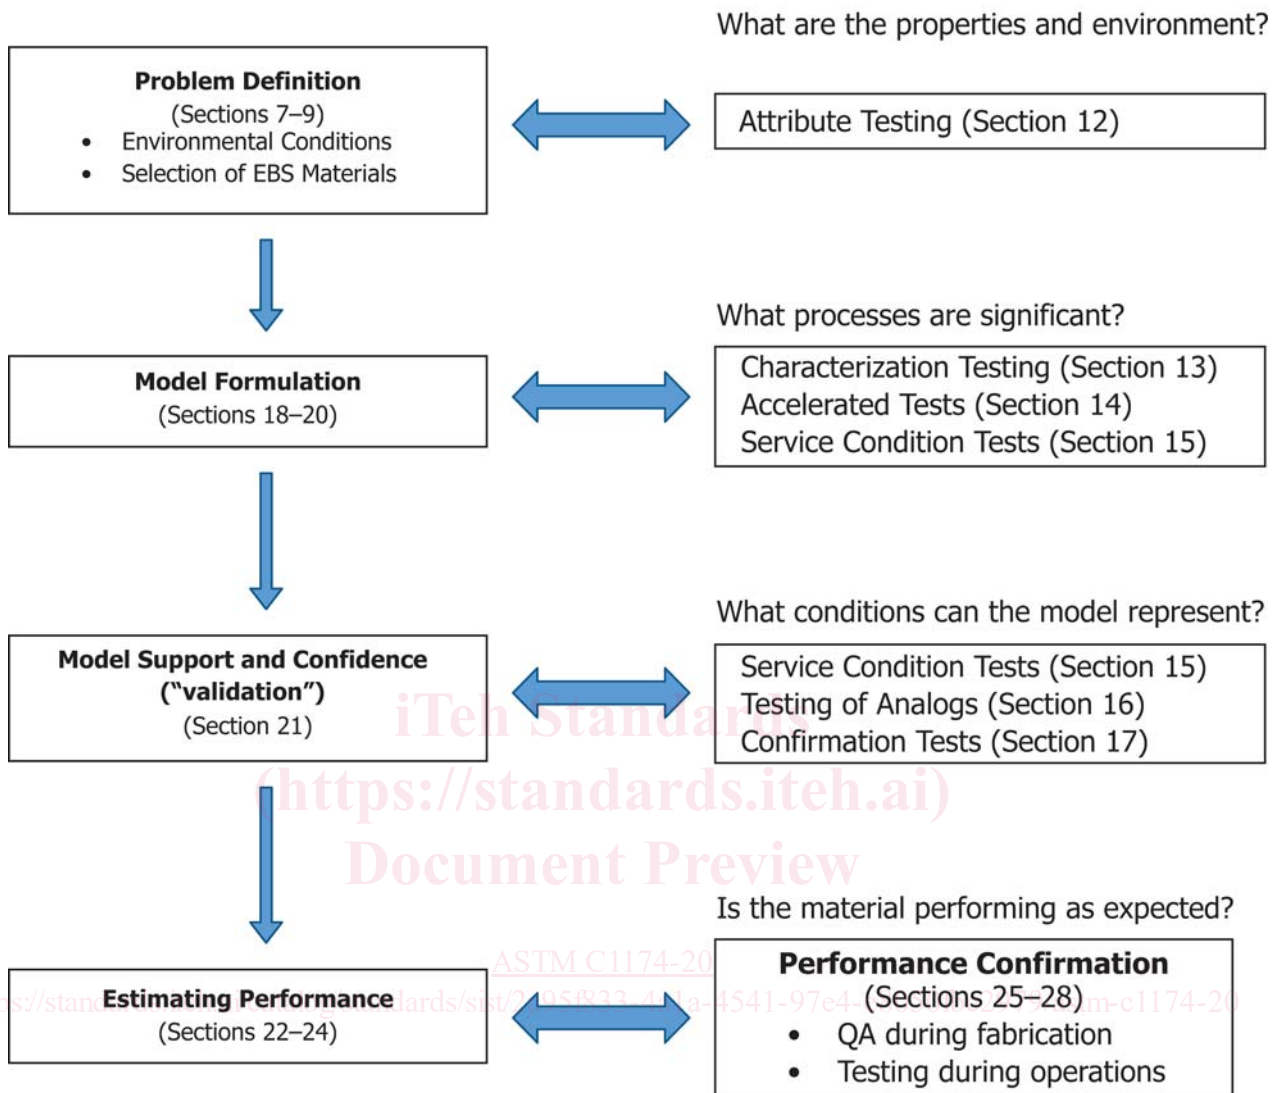 What are the properties and environment?
Problem Definition
(Sections 7–9)
• Environmental Conditions
• Selection of EBS Materials
Attribute Testing (Section 12)
What processes are significant?
Model Formulation
(Sections 18–20)
Characterization Testing (Section 13)
Accelerated Tests (Section 14)
Service Condition Tests (Section 15)
What conditions can the model represent?
Model Support and Confidence
("validation")
(Section 21)
Service Condition Tests (Section 15)
Testing of Analogs (Section 16)
Confirmation Tests (Section 17)
iTeh Standards
(https://standards.iteh.ai)
Document Preview
Is the material performing as expected?
ASTM C1174-20
Estimating Performance
(Sections 22–24)
Performance Confirmation
(Sections 25–28)
• QA during fabrication
• Testing during operations